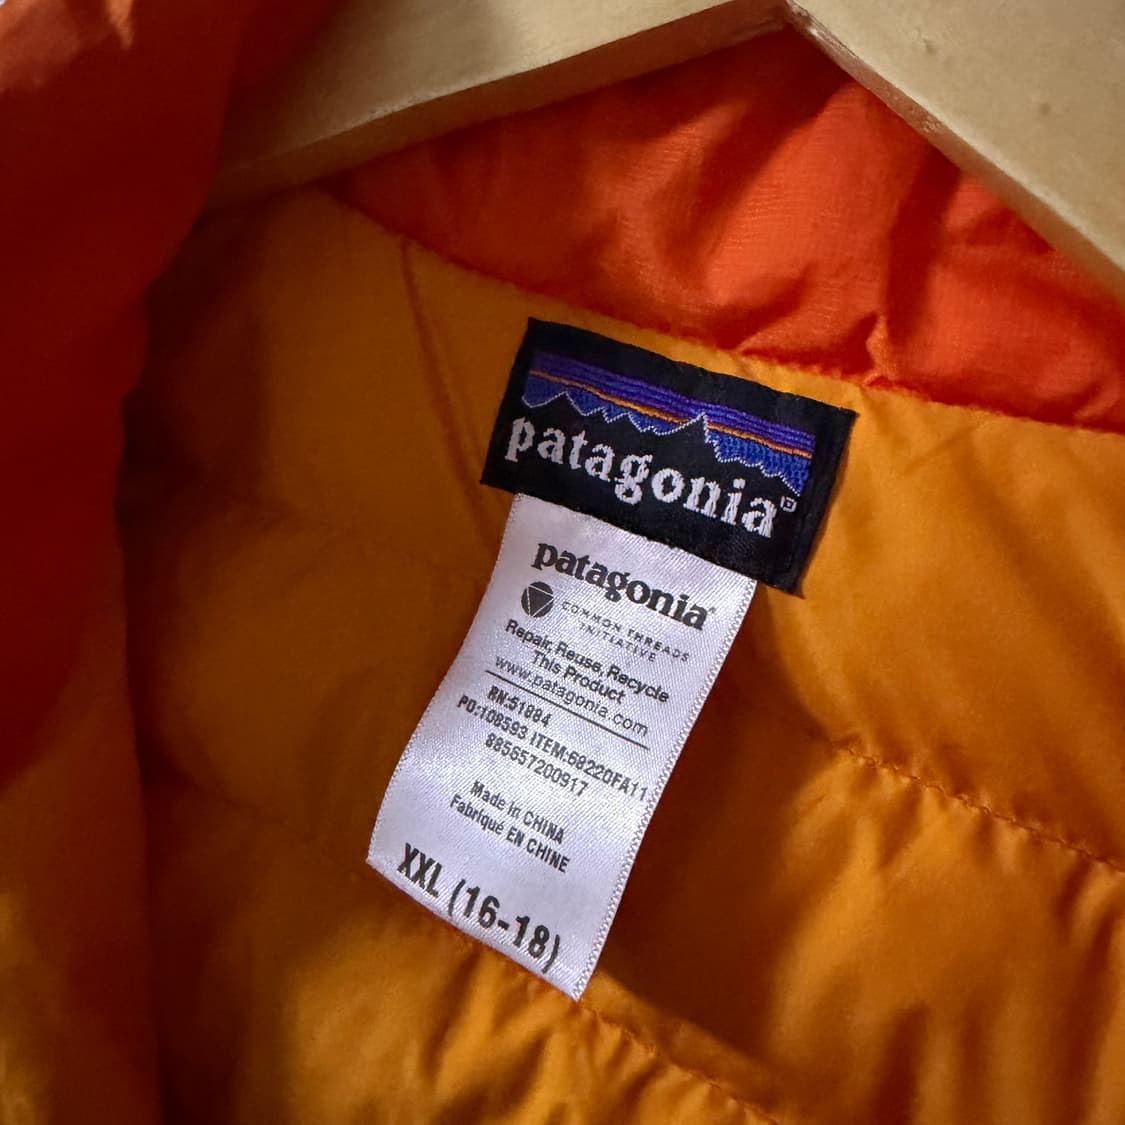 patagonia®
patagonia®
COMMON THREADS
INITIATIVE
Repair, Reuse, Recycle
This Product
www.patagonia.com
RN:51884
PO:108593 ITEM:68220FA11
885657200917
Made in CHINA
Fabriqué EN CHINE
XXL (16-18)